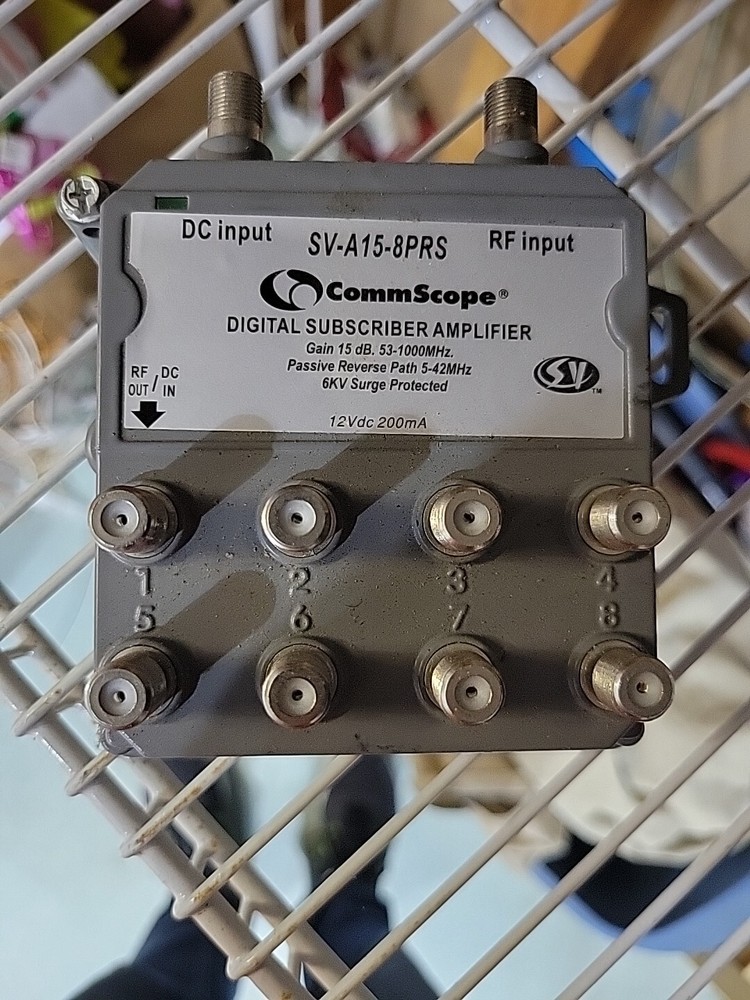 DC input SV-A15-8PRS RF input
CommScope®
DIGITAL SUBSCRIBER AMPLIFIER
Gain 15 dB. 53-1000MHz.
Passive Reverse Path 5-42MHz
6KV Surge Protected
RF OUT / DC IN
SV™
12Vdc 200mA
1 2 3 4
5 6 7 8